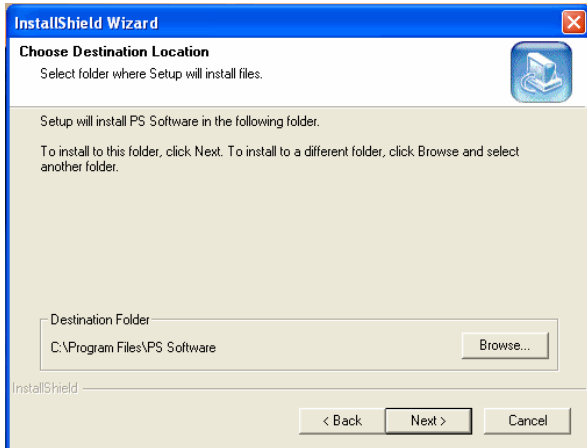 InstallShield Wizard
Choose Destination Location
Select folder where Setup will install files.
Setup will install PS Software in the following folder.
To install to this folder, click Next. To install to a different folder, click Browse and select
another folder.
Destination Folder
C:\Program Files\PS Software
Browse...
InstallShield
< Back
Next >
Cancel